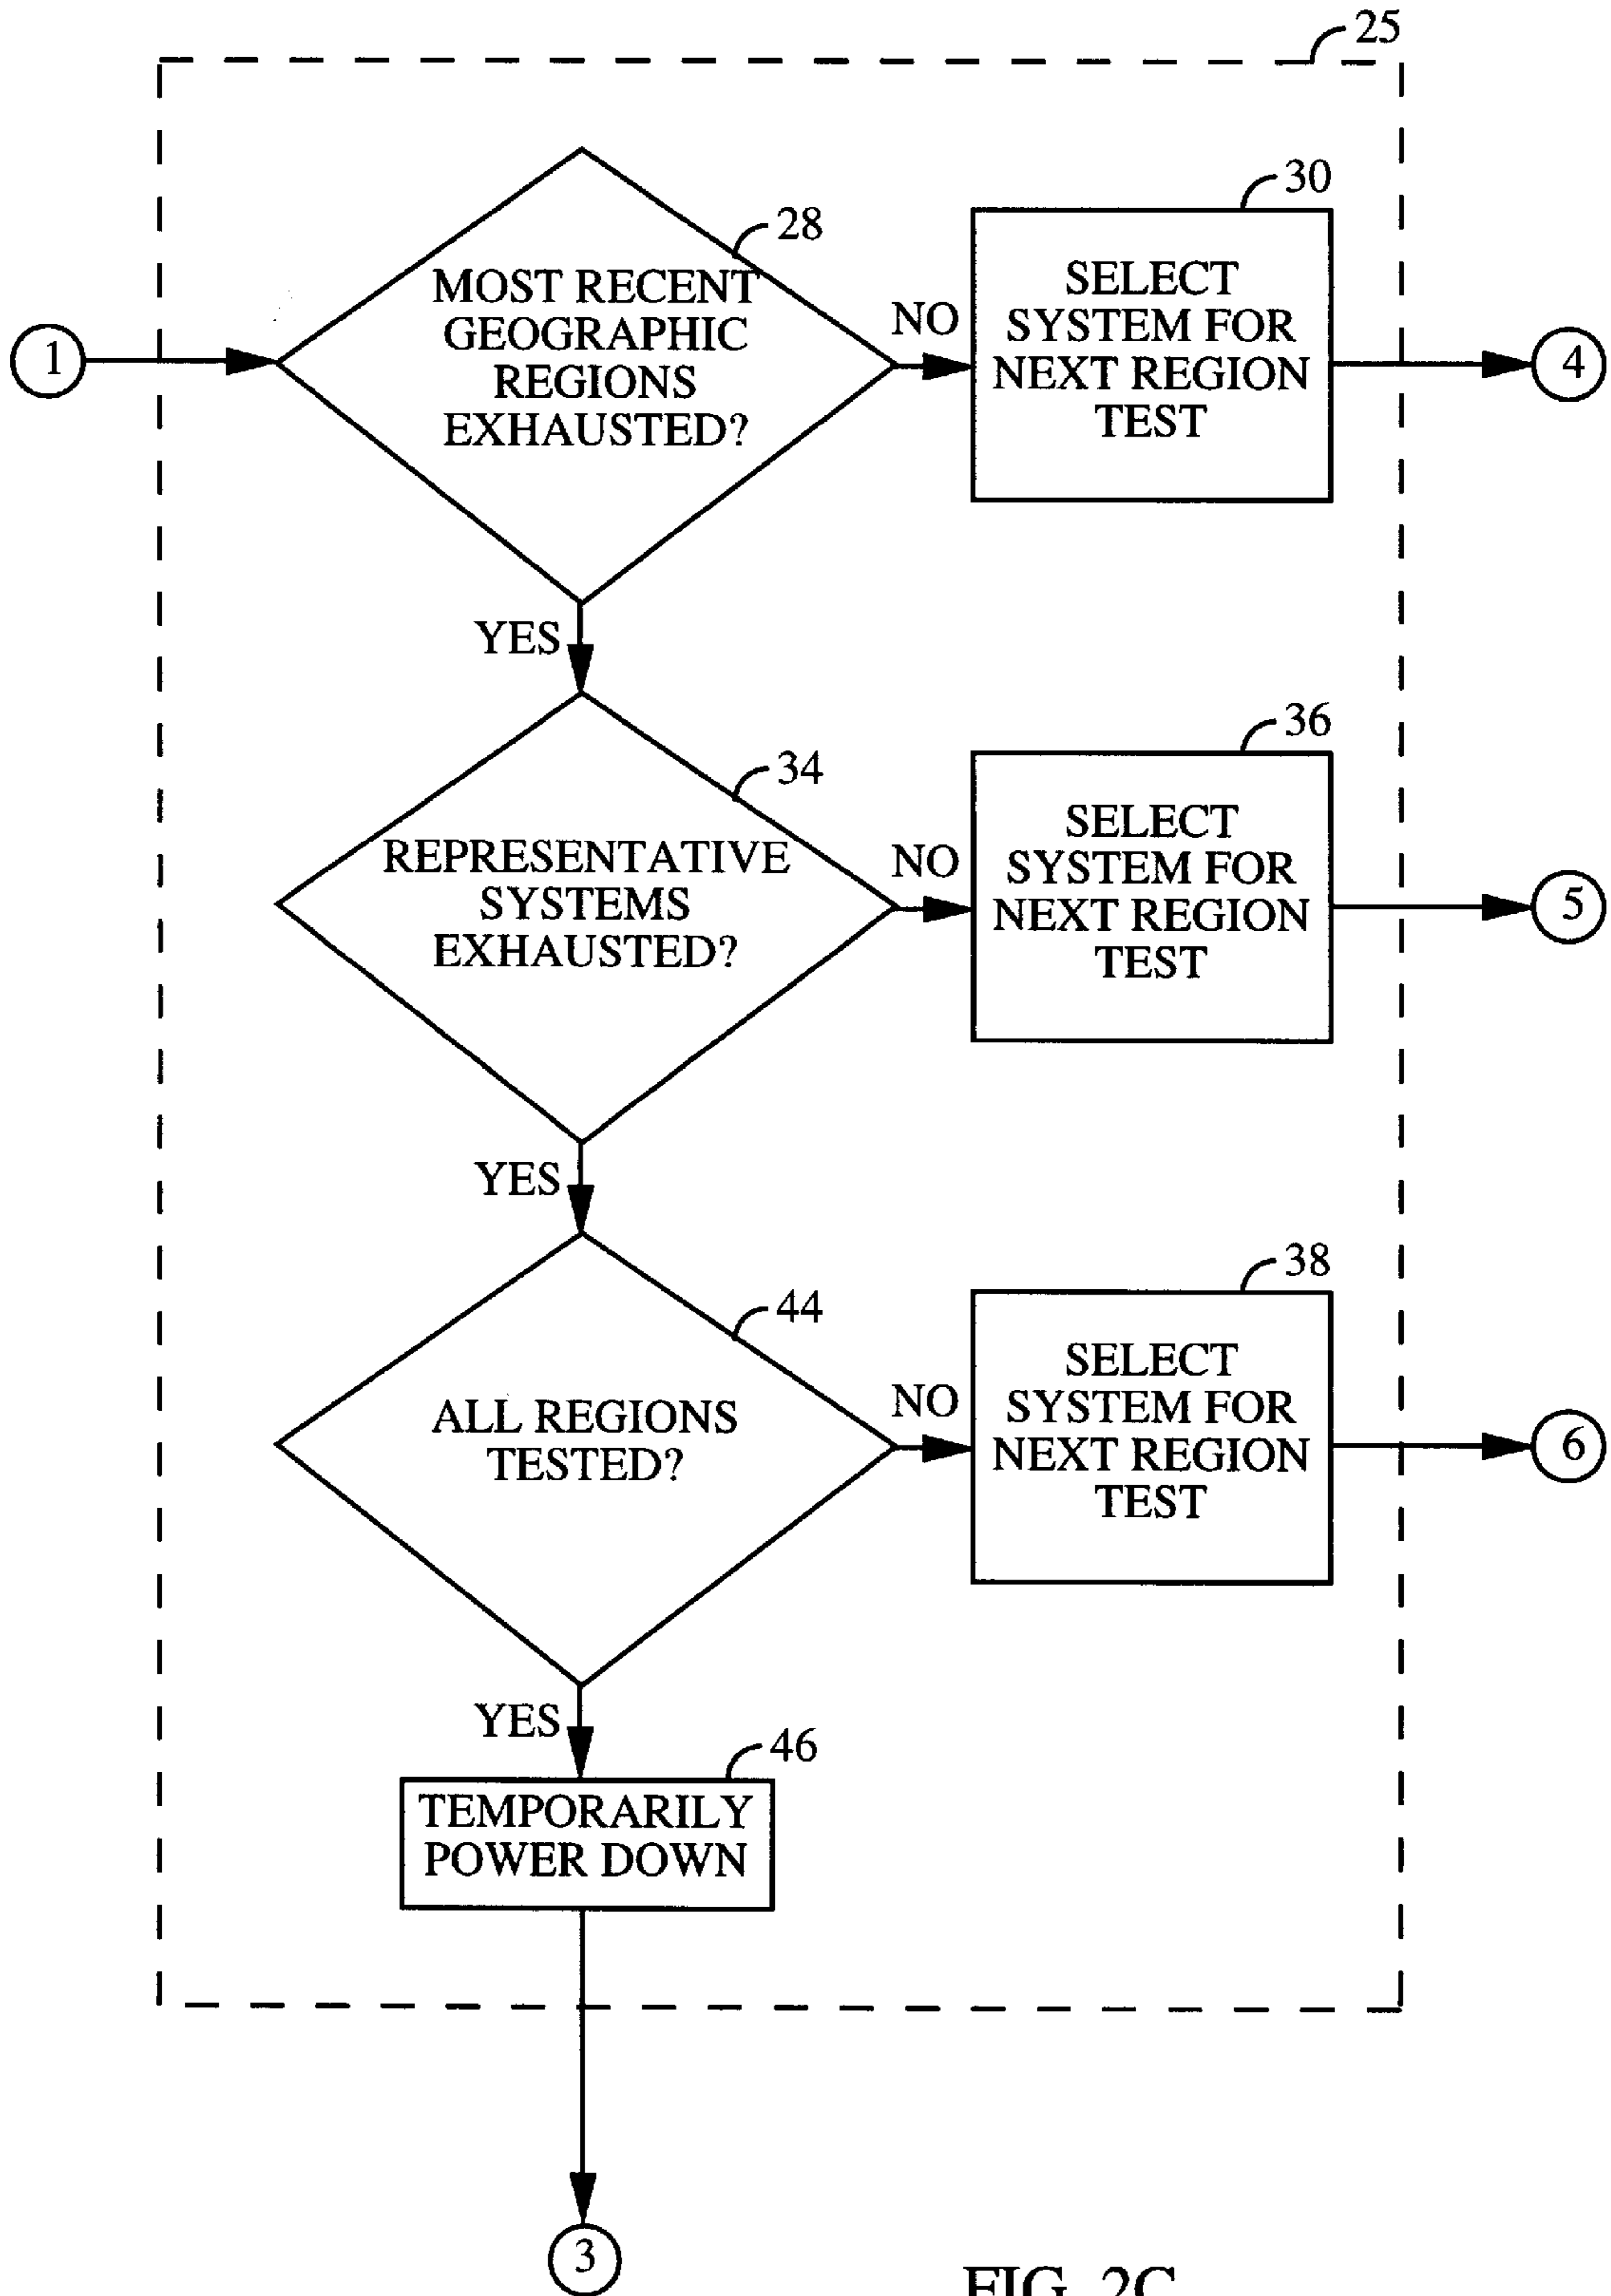 25
28
MOST RECENT
GEOGRAPHIC
REGIONS
EXHAUSTED?
1
NO
30
SELECT
SYSTEM FOR
NEXT REGION
TEST
4
YES
34
REPRESENTATIVE
SYSTEMS
EXHAUSTED?
NO
36
SELECT
SYSTEM FOR
NEXT REGION
TEST
5
YES
44
ALL REGIONS
TESTED?
NO
38
SELECT
SYSTEM FOR
NEXT REGION
TEST
6
YES
46
TEMPORARILY
POWER DOWN
3
FIG. 2C